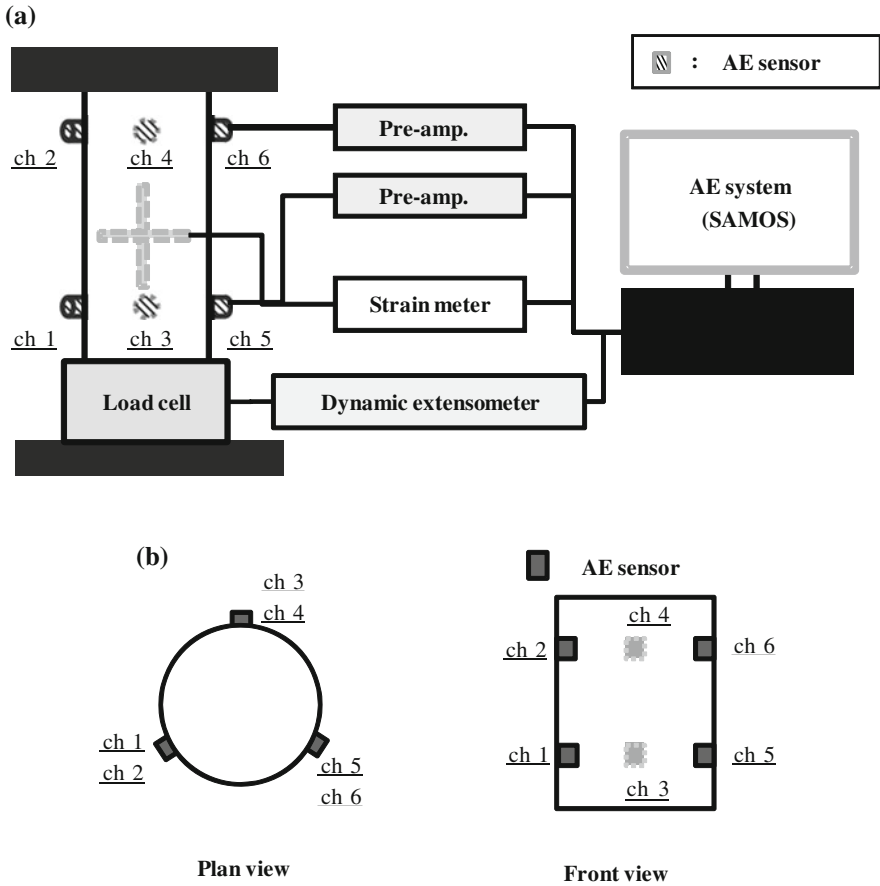 (a)
: AE sensor
Pre-amp.
ch 2
ch 4
ch 6
Pre-amp.
AE system
(SAMOS)
Strain meter
ch 1
ch 3
ch 5
Load cell
Dynamic extensometer
(b)
AE sensor
ch 3
ch 4
ch 1
ch 2
ch 5
ch 6
Plan view
ch 4
ch 2
ch 6
ch 1
ch 5
ch 3
Front view